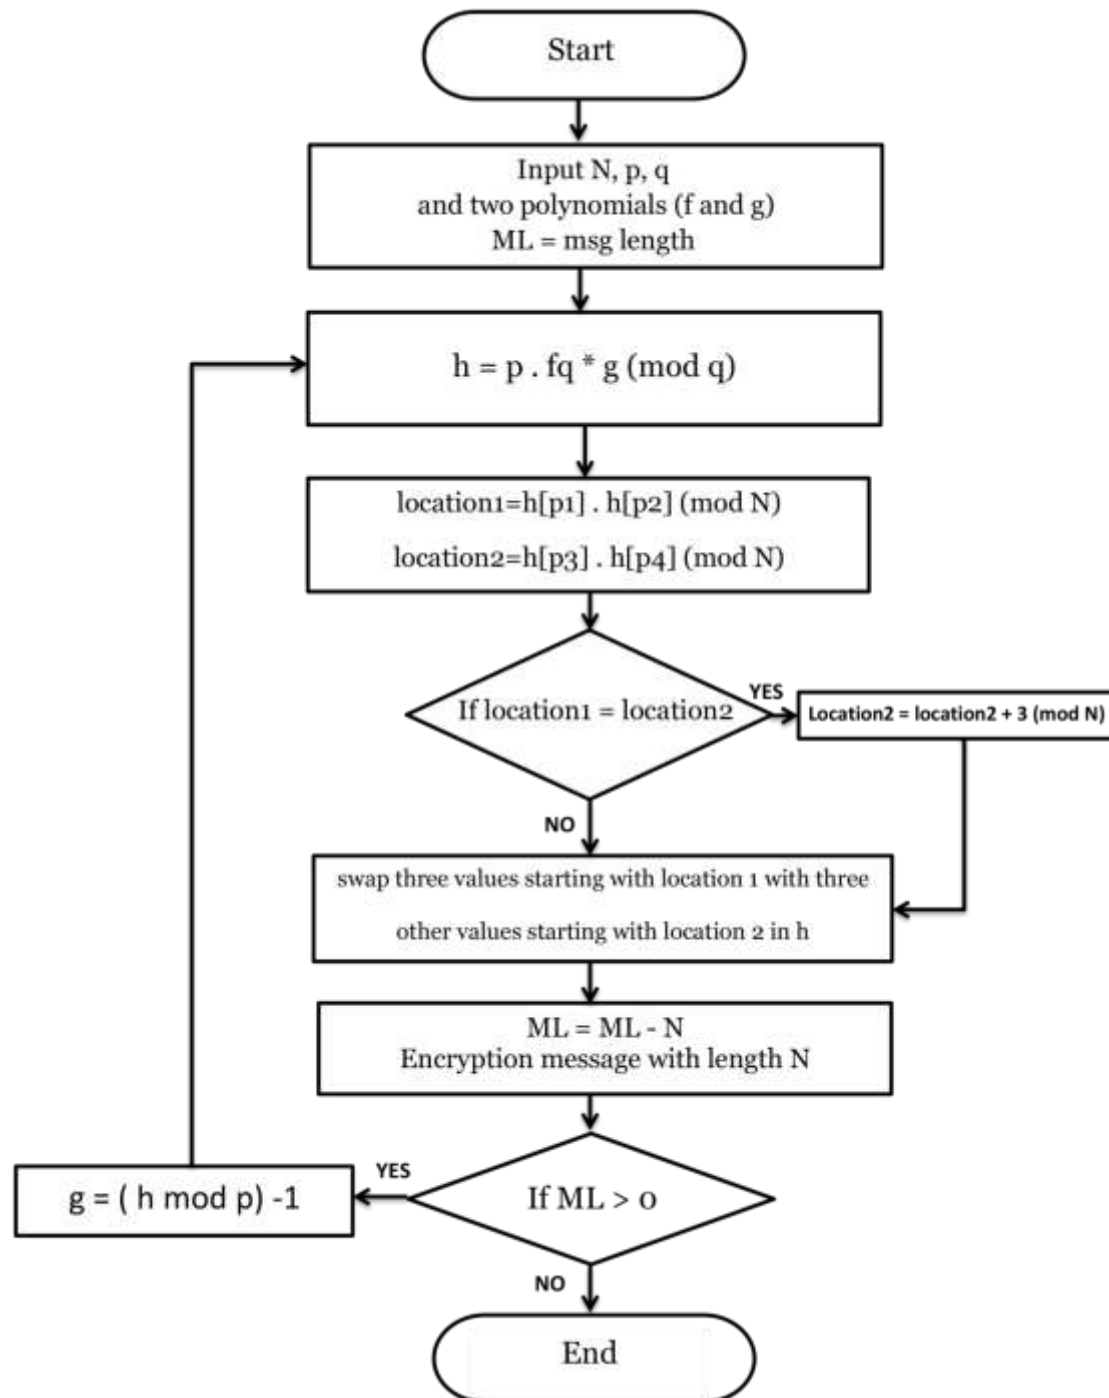 Start
Input N, p, q
and two polynomials (f and g)
ML = msg length
h = p . fq * g (mod q)
location1=h[p1] . h[p2] (mod N)
location2=h[p3] . h[p4] (mod N)
If location1 = location2
YES
Location2 = location2 + 3 (mod N)
NO
swap three values starting with location 1 with three
other values starting with location 2 in h
ML = ML - N
Encryption message with length N
If ML > 0
YES
g = ( h mod p) -1
NO
End